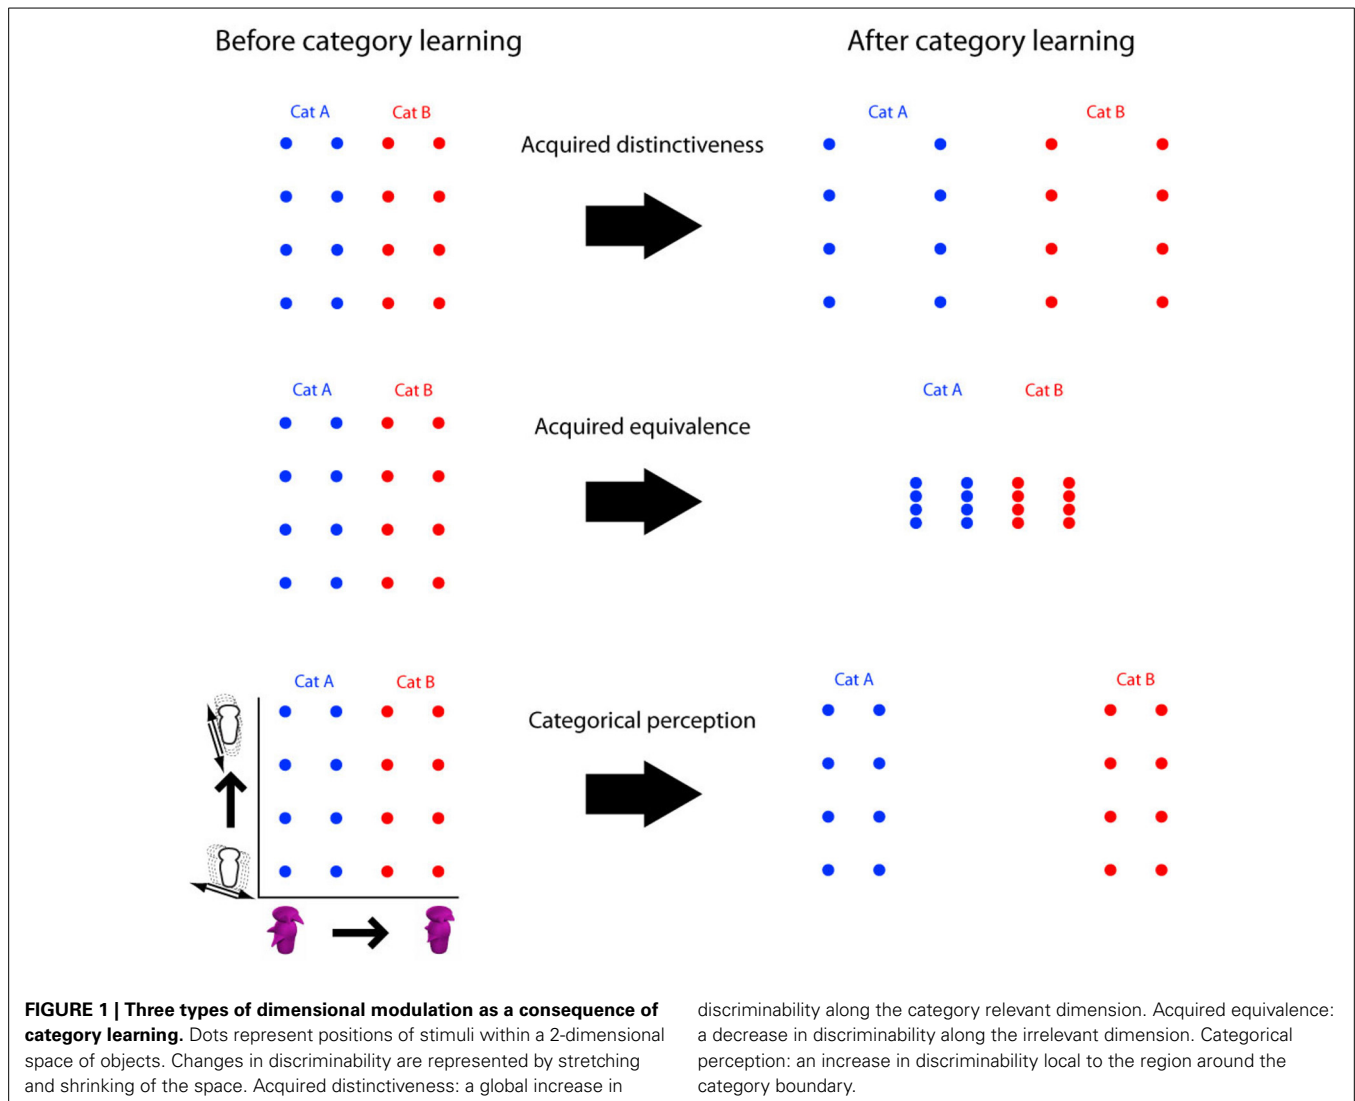 Before category learning
After category learning
Cat A
Cat B
Acquired distinctiveness
Cat A
Cat B
Cat A
Cat B
Acquired equivalence
Cat A
Cat B
Cat A
Cat B
Categorical perception
Cat A
Cat B
FIGURE 1 | Three types of dimensional modulation as a consequence of
category learning. Dots represent positions of stimuli within a 2-dimensional
space of objects. Changes in discriminability are represented by stretching
and shrinking of the space. Acquired distinctiveness: a global increase in
discriminability along the category relevant dimension. Acquired equivalence:
a decrease in discriminability along the irrelevant dimension. Categorical
perception: an increase in discriminability local to the region around the
category boundary.